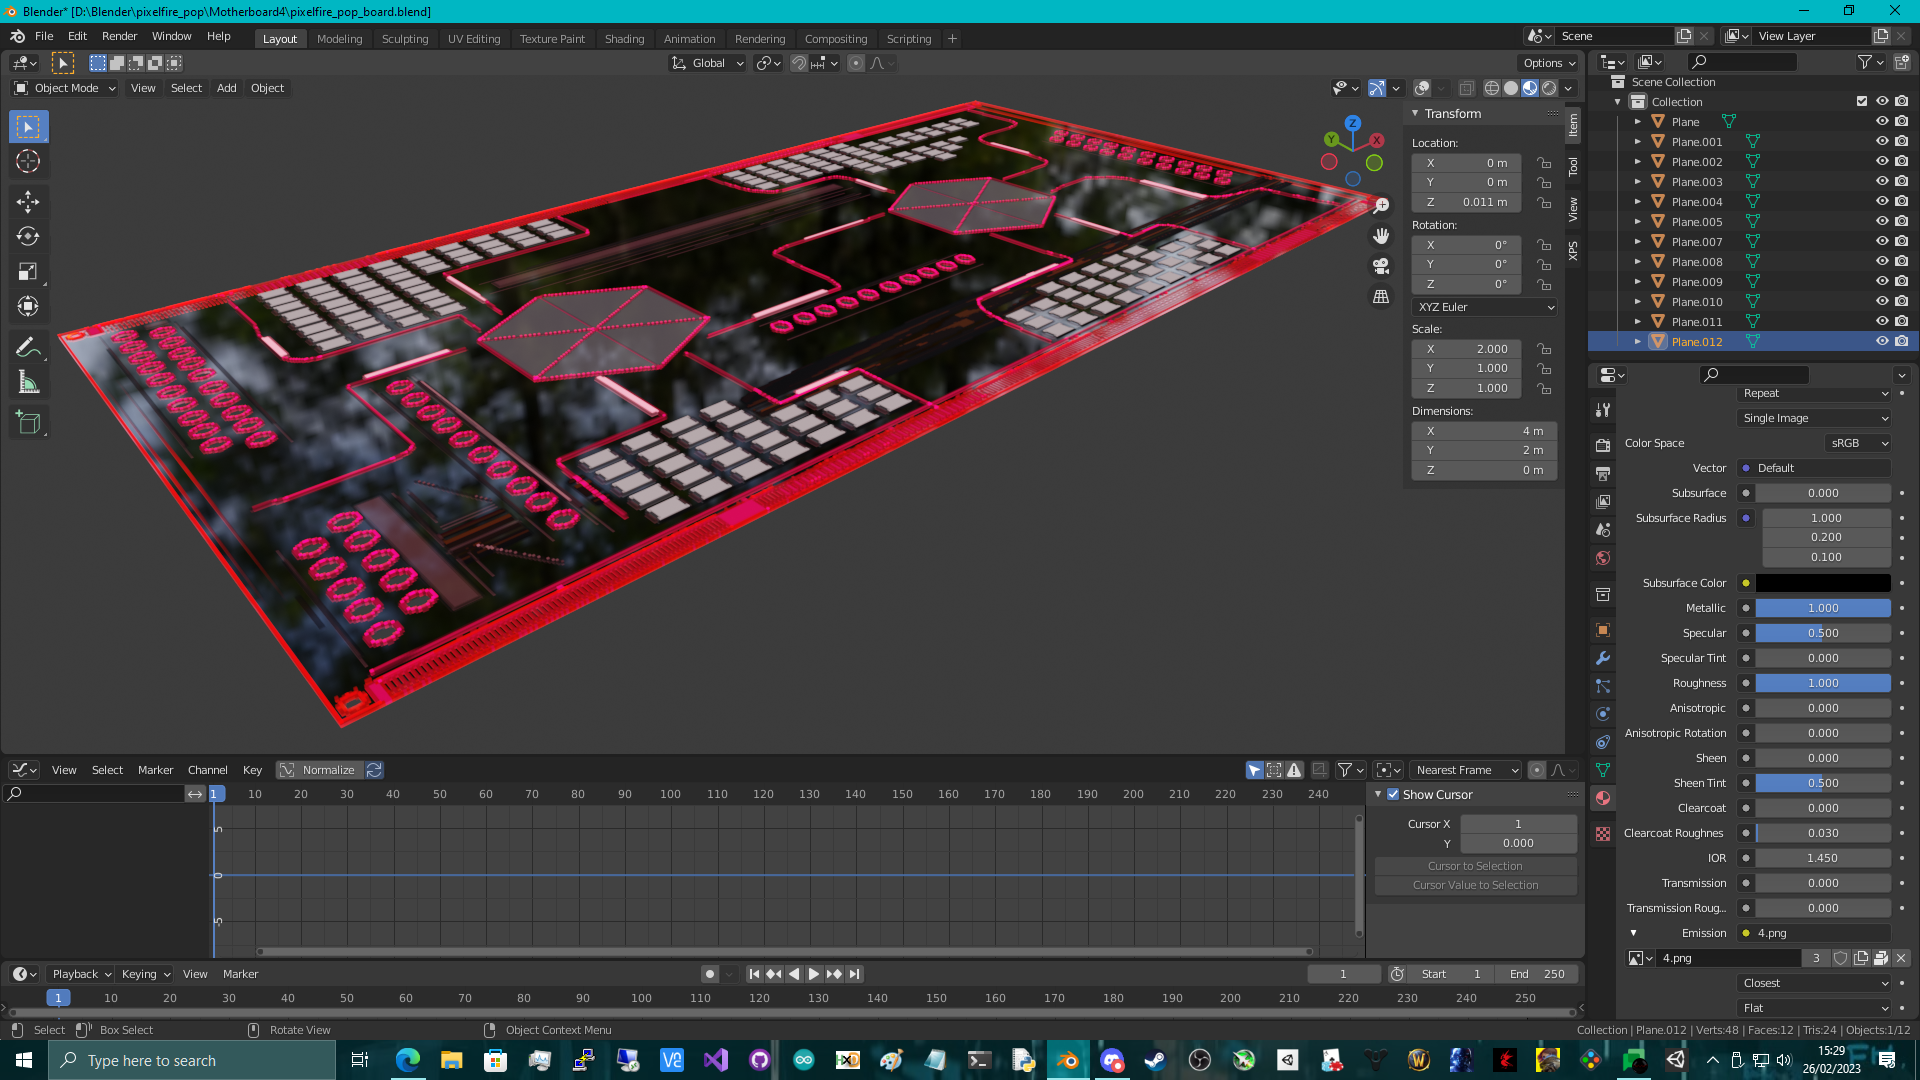 Blender* [D:\Blender\pixelfire_pop\Motherboard4\pixelfire_pop_board.blend]
File Edit Render Window Help
Layout Modeling Sculpting UV Editing Texture Paint Shading Animation Rendering Compositing Scripting +
Scene
View Layer
Global
Options
Object Mode View Select Add Object
Transform
Location:
X 0 m
Y 0 m
Z 0.011 m
Rotation:
X 0°
Y 0°
Z 0°
XYZ Euler
Scale:
X 2.000
Y 1.000
Z 1.000
Dimensions:
X 4 m
Y 2 m
Z 0 m
Item
Tool
View
XPS
Z
Y
X
Scene Collection
Collection
Plane
Plane.001
Plane.002
Plane.003
Plane.004
Plane.005
Plane.007
Plane.008
Plane.009
Plane.010
Plane.011
Plane.012
Repeat
Single Image
Color Space sRGB
Vector Default
Subsurface 0.000
Subsurface Radius 1.000
0.200
0.100
Subsurface Color
Metallic 1.000
Specular 0.500
Specular Tint 0.000
Roughness 1.000
Anisotropic 0.000
Anisotropic Rotation 0.000
Sheen 0.000
Sheen Tint 0.500
Clearcoat 0.000
Clearcoat Roughnes 0.030
IOR 1.450
Transmission 0.000
Transmission Roug... 0.000
Emission 4.png
4.png 3
Closest
Flat
View Select Marker Channel Key Normalize
Nearest Frame
1 10 20 30 40 50 60 70 80 90 100 110 120 130 140 150 160 170 180 190 200 210 220 230 240
5
0
-5
Show Cursor
Cursor X 1
Y 0.000
Cursor to Selection
Cursor Value to Selection
Playback Keying View Marker
1
Start 1
End 250
1 10 20 30 40 50 60 70 80 90 100 110 120 130 140 150 160 170 180 190 200 210 220 230 240 250
Select Box Select Rotate View Object Context Menu
Collection | Plane.012 | Verts:48 | Faces:12 | Tris:24 | Objects:1/12
Type here to search
15:29
26/02/2023